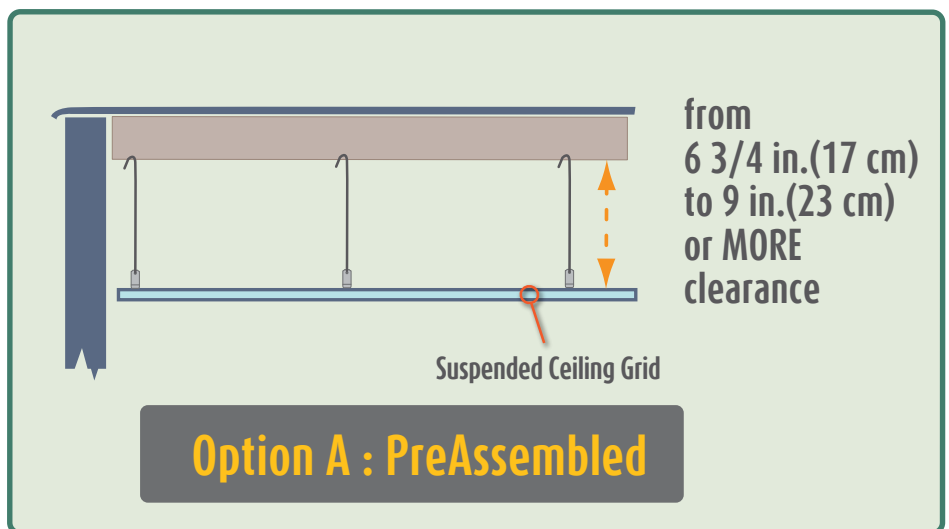 from
6 3/4 in.(17 cm)
to 9 in.(23 cm)
or MORE
clearance
Suspended Ceiling Grid
Option A : PreAssembled